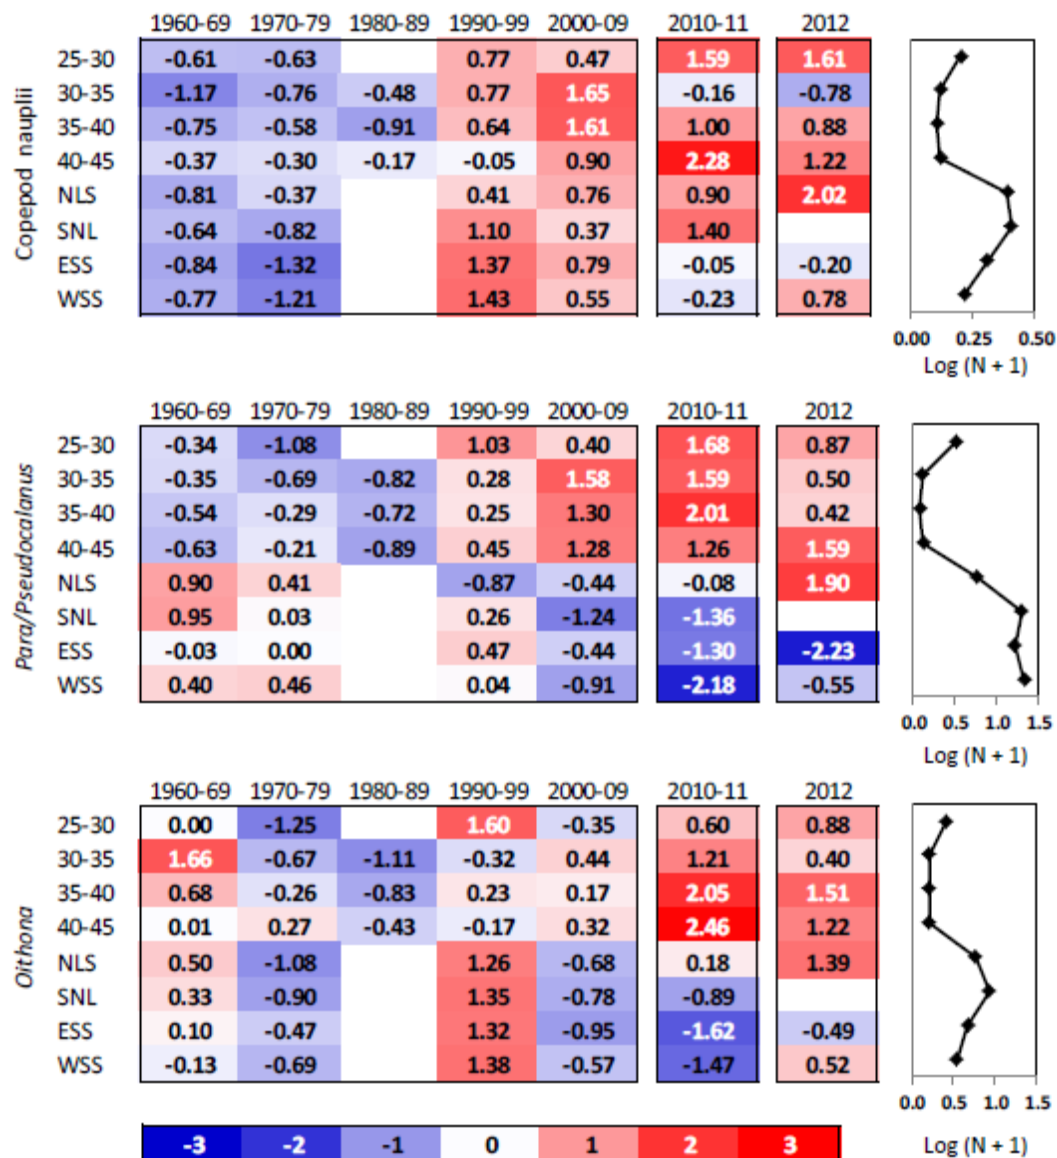 1960-69 1970-79 1980-89 1990-99 2000-09 2010-11 2012
Copepod nauplii
25-30 -0.61 -0.63 0.77 0.47 1.59 1.61
30-35 -1.17 -0.76 -0.48 0.77 1.65 -0.16 -0.78
35-40 -0.75 -0.58 -0.91 0.64 1.61 1.00 0.88
40-45 -0.37 -0.30 -0.17 -0.05 0.90 2.28 1.22
NLS -0.81 -0.37 0.41 0.76 0.90 2.02
SNL -0.64 -0.82 1.10 0.37 1.40
ESS -0.84 -1.32 1.37 0.79 -0.05 -0.20
WSS -0.77 -1.21 1.43 0.55 -0.23 0.78
0.00 0.25 0.50
Log (N + 1)
1960-69 1970-79 1980-89 1990-99 2000-09 2010-11 2012
Para/Pseudocalanus
25-30 -0.34 -1.08 1.03 0.40 1.68 0.87
30-35 -0.35 -0.69 -0.82 0.28 1.58 1.59 0.50
35-40 -0.54 -0.29 -0.72 0.25 1.30 2.01 0.42
40-45 -0.63 -0.21 -0.89 0.45 1.28 1.26 1.59
NLS 0.90 0.41 -0.87 -0.44 -0.08 1.90
SNL 0.95 0.03 0.26 -1.24 -1.36
ESS -0.03 0.00 0.47 -0.44 -1.30 -2.23
WSS 0.40 0.46 0.04 -0.91 -2.18 -0.55
0.0 0.5 1.0 1.5
Log (N + 1)
1960-69 1970-79 1980-89 1990-99 2000-09 2010-11 2012
Oithona
25-30 0.00 -1.25 1.60 -0.35 0.60 0.88
30-35 1.66 -0.67 -1.11 -0.32 0.44 1.21 0.40
35-40 0.68 -0.26 -0.83 0.23 0.17 2.05 1.51
40-45 0.01 0.27 -0.43 -0.17 0.32 2.46 1.22
NLS 0.50 -1.08 1.26 -0.68 0.18 1.39
SNL 0.33 -0.90 1.35 -0.78 -0.89
ESS 0.10 -0.47 1.32 -0.95 -1.62 -0.49
WSS -0.13 -0.69 1.38 -0.57 -1.47 0.52
0.0 0.5 1.0 1.5
-3 -2 -1 0 1 2 3 Log (N + 1)